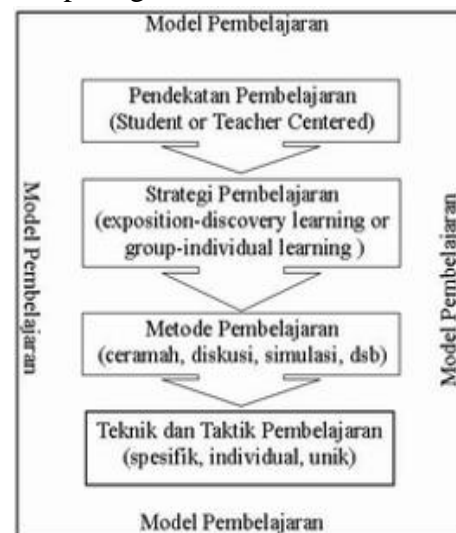 Model Pembelajaran
Pendekatan Pembelajaran
(Student or Teacher Centered)
Strategi Pembelajaran
(exposition-discovery learning or
group-individual learning )
Metode Pembelajaran
(ceramah, diskusi, simulasi, dsb)
Teknik dan Taktik Pembelajaran
(spesifik, individual, unik)
Model Pembelajaran
Model Pembelajaran
Model Pembelajaran